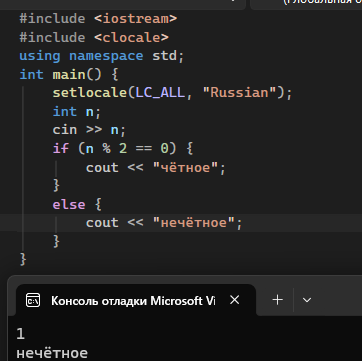 (Глобальная о
#include <iostream>
#include <clocale>
using namespace std;
int main() {
setlocale(LC_ALL, "Russian");
int n;
cin >> n;
if (n % 2 == 0) {
cout << "чётное";
}
else {
cout << "нечётное";
}
}
Консоль отладки Microsoft Vi
1
нечётное